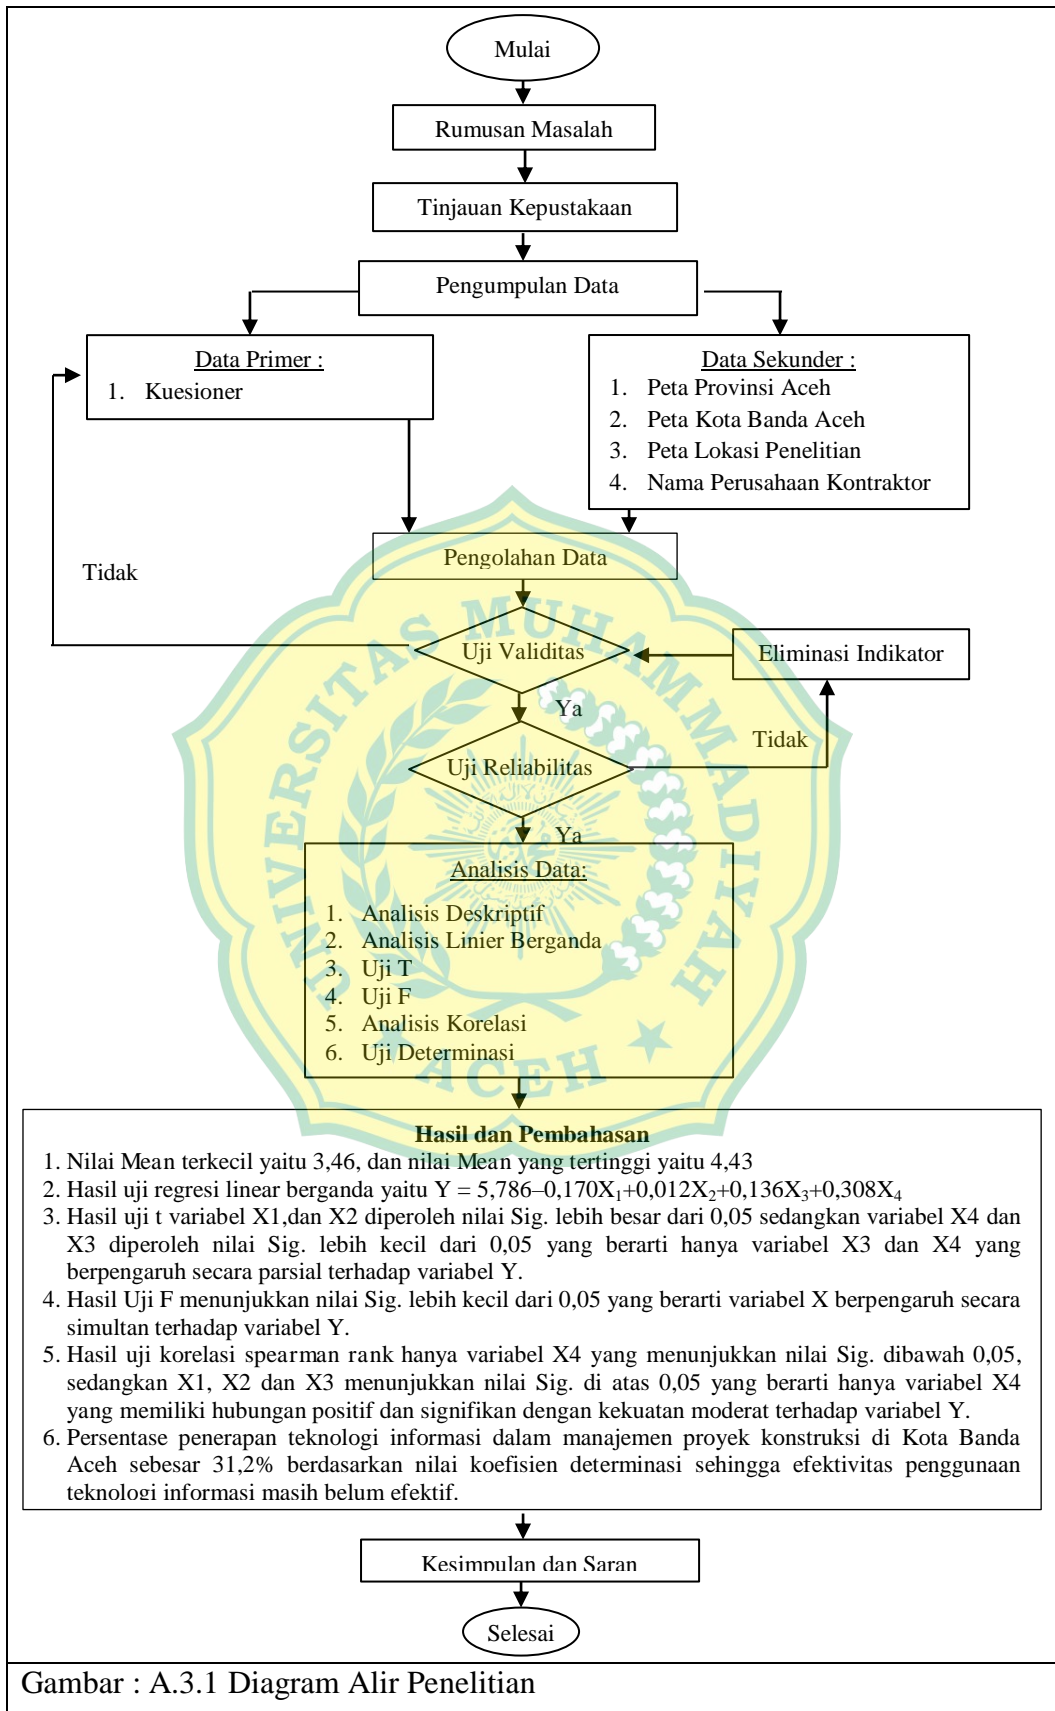 Mulai
Rumusan Masalah
Tinjauan Kepustakaan
Pengumpulan Data
Data Primer :
1. Kuesioner
Data Sekunder :
1. Peta Provinsi Aceh
2. Peta Kota Banda Aceh
3. Peta Lokasi Penelitian
4. Nama Perusahaan Kontraktor
Pengolahan Data
Tidak
Uji Validitas
Eliminasi Indikator
Ya
Tidak
Uji Reliabilitas
Ya
UNIVERSITAS MUHAMMADIYAH
ACEH
Analisis Data:
1. Analisis Deskriptif
2. Analisis Linier Berganda
3. Uji T
4. Uji F
5. Analisis Korelasi
6. Uji Determinasi
Hasil dan Pembahasan
1. Nilai Mean terkecil yaitu 3,46, dan nilai Mean yang tertinggi yaitu 4,43
2. Hasil uji regresi linear berganda yaitu Y = 5,786–0,170X₁+0,012X₂+0,136X₃+0,308X₄
3. Hasil uji t variabel X1,dan X2 diperoleh nilai Sig. lebih besar dari 0,05 sedangkan variabel X4 dan
X3 diperoleh nilai Sig. lebih kecil dari 0,05 yang berarti hanya variabel X3 dan X4 yang
berpengaruh secara parsial terhadap variabel Y.
4. Hasil Uji F menunjukkan nilai Sig. lebih kecil dari 0,05 yang berarti variabel X berpengaruh secara
simultan terhadap variabel Y.
5. Hasil uji korelasi spearman rank hanya variabel X4 yang menunjukkan nilai Sig. dibawah 0,05,
sedangkan X1, X2 dan X3 menunjukkan nilai Sig. di atas 0,05 yang berarti hanya variabel X4
yang memiliki hubungan positif dan signifikan dengan kekuatan moderat terhadap variabel Y.
6. Persentase penerapan teknologi informasi dalam manajemen proyek konstruksi di Kota Banda
Aceh sebesar 31,2% berdasarkan nilai koefisien determinasi sehingga efektivitas penggunaan
teknologi informasi masih belum efektif.
Kesimpulan dan Saran
Selesai
Gambar : A.3.1 Diagram Alir Penelitian